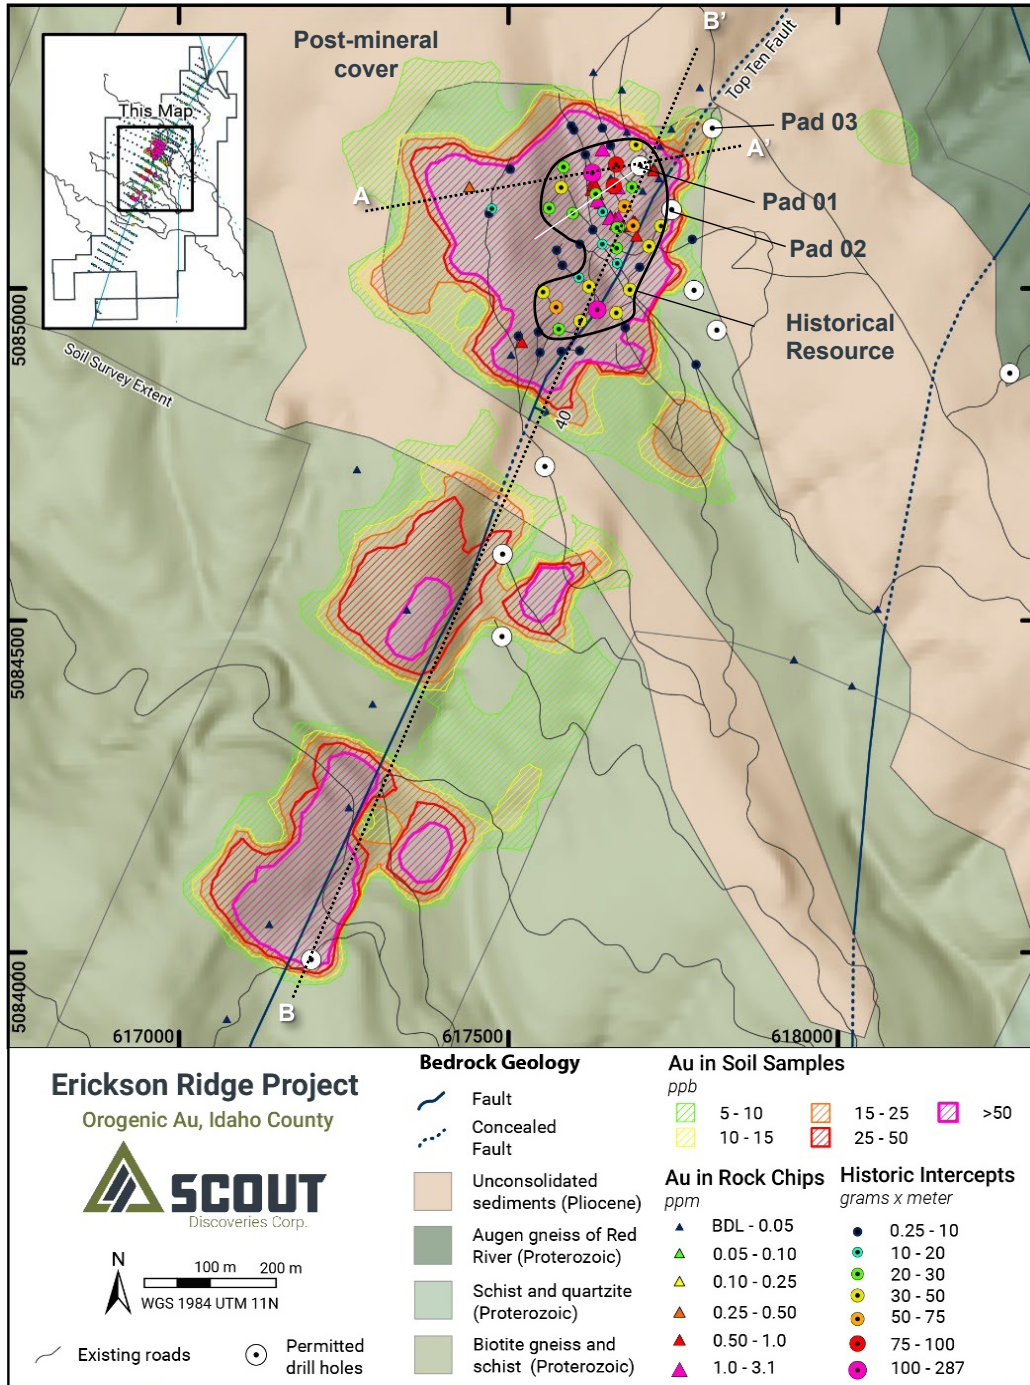 B'
Post-mineral
cover
Top Ten Fault
This Map
Pad 03
A'
A
Pad 01
Pad 02
5085000
Historical
Resource
Soil Survey Extent
40
5084500
5084000
B
617000
617500
618000
Erickson Ridge Project
Orogenic Au, Idaho County
SCOUT
Discoveries Corp.
N
100 m
200 m
WGS 1984 UTM 11N
Existing roads
Permitted
drill holes
Bedrock Geology
Fault
Concealed
Fault
Unconsolidated
sediments (Pliocene)
Augen gneiss of Red
River (Proterozoic)
Schist and quartzite
(Proterozoic)
Biotite gneiss and
schist (Proterozoic)
Au in Soil Samples
ppb
5 - 10
15 - 25
>50
10 - 15
25 - 50
Au in Rock Chips
ppm
BDL - 0.05
0.05 - 0.10
0.10 - 0.25
0.25 - 0.50
0.50 - 1.0
1.0 - 3.1
Historic Intercepts
grams x meter
0.25 - 10
10 - 20
20 - 30
30 - 50
50 - 75
75 - 100
100 - 287